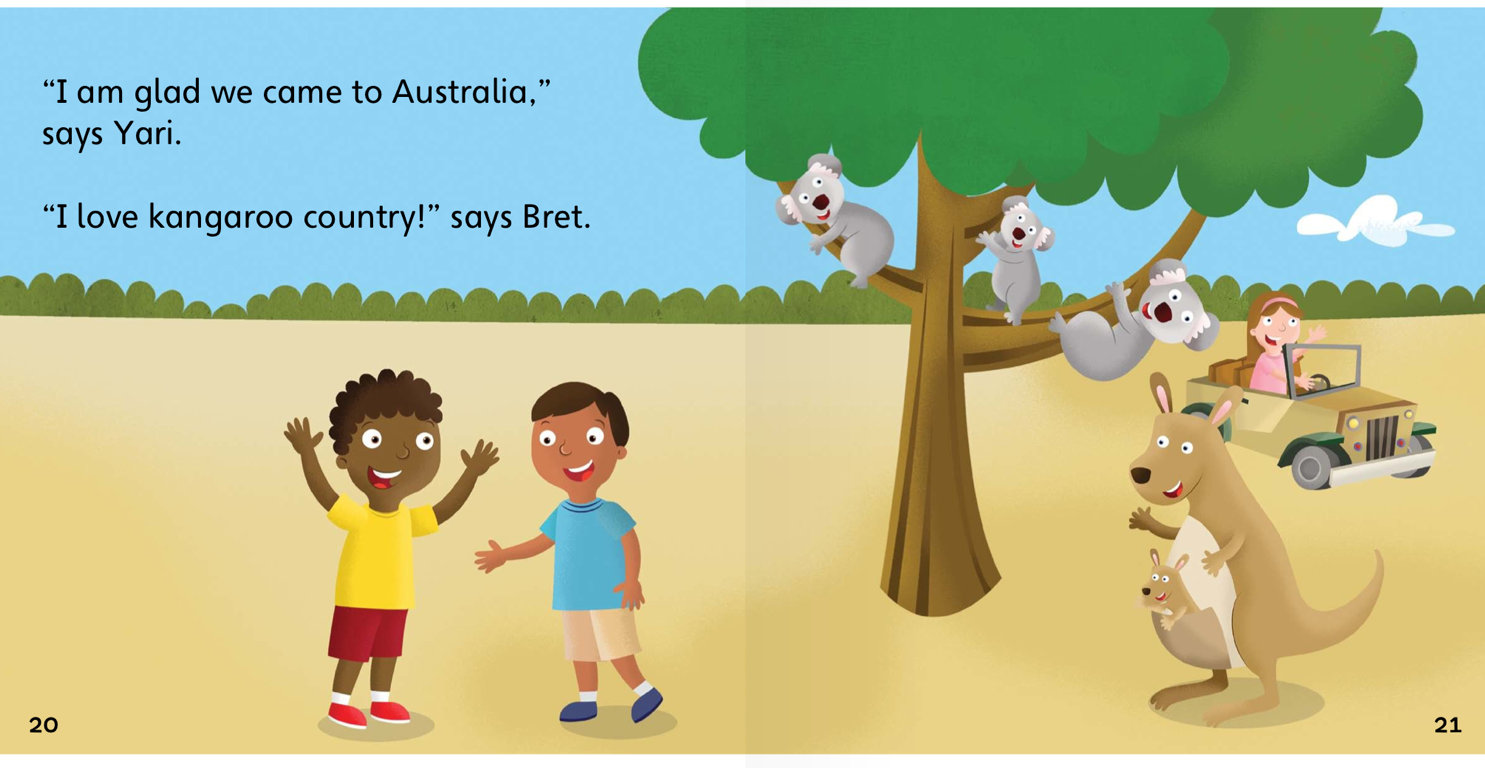 “I am glad we came to Australia,”
says Yari.
“I love kangaroo country!” says Bret.
20
21